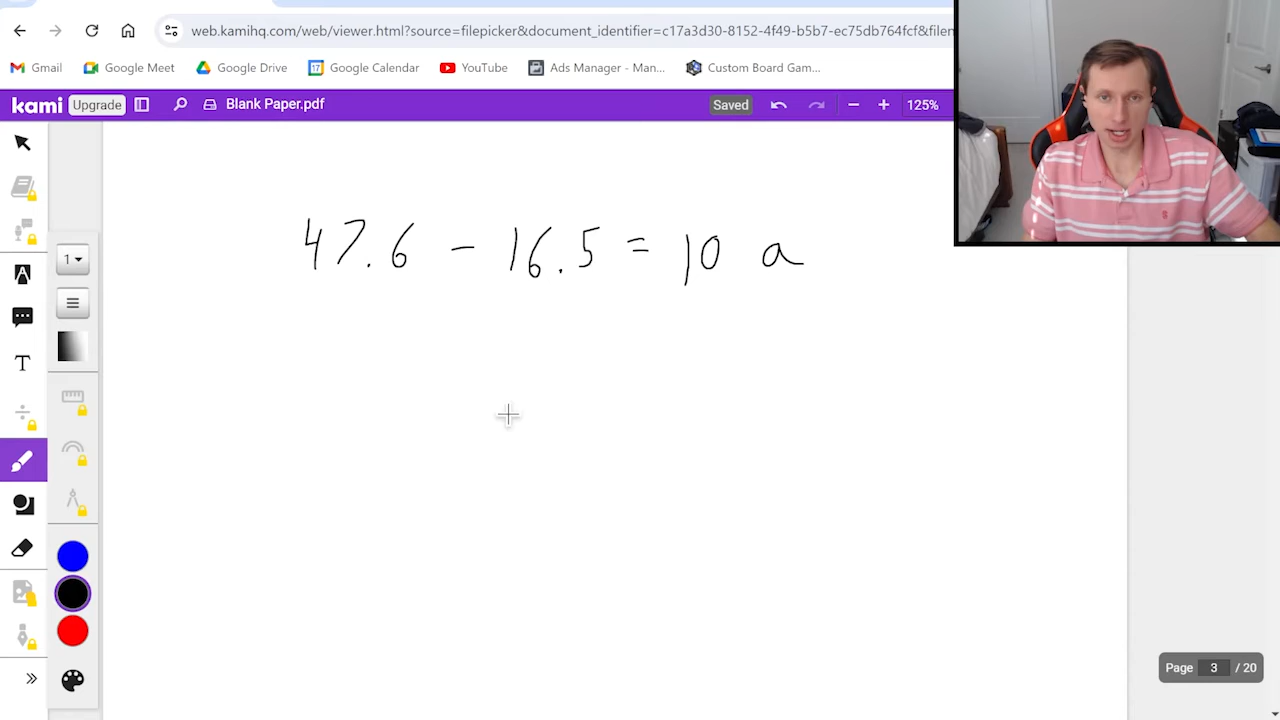 web.kamihq.com/web/viewer.html?source=filepicker&document_identifier=c17a3d30-8152-4f49-b5b7-ec75db764fcf&filen
Gmail Google Meet Google Drive 17 Google Calendar YouTube Ads Manager - Man... Custom Board Gam...
kami Upgrade Blank Paper.pdf Saved 125%
47.6 - 16.5 = 10 a
1
A
T
Page 3 / 20